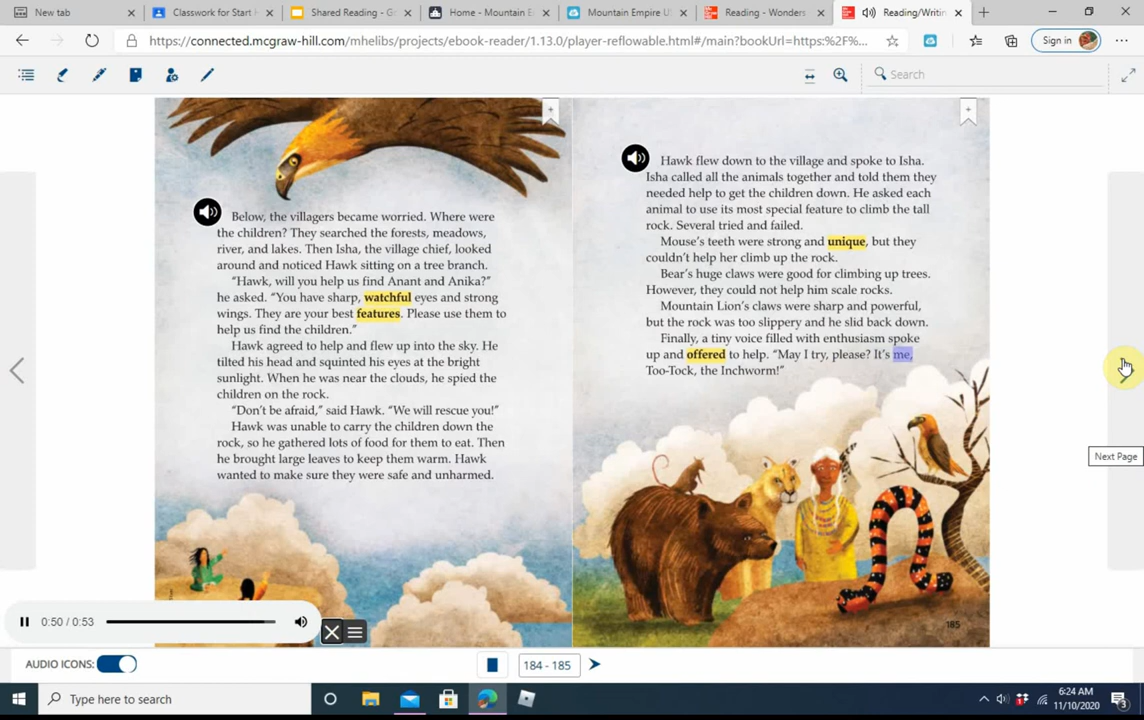 New tab
Classwork for Start H
Shared Reading - Gr
Home - Mountain E
Mountain Empire U
Reading - Wonders
Reading/Writin
https://connected.mcgraw-hill.com/mhelibs/projects/ebook-reader/1.13.0/player-reflowable.html#/main?bookUrl=https:%2F%...
Sign in
Search
Below, the villagers became worried. Where were
the children? They searched the forests, meadows,
river, and lakes. Then Isha, the village chief, looked
around and noticed Hawk sitting on a tree branch.
“Hawk, will you help us find Anant and Anika?”
he asked. “You have sharp, watchful eyes and strong
wings. They are your best features. Please use them to
help us find the children.”
Hawk agreed to help and flew up into the sky. He
tilted his head and squinted his eyes at the bright
sunlight. When he was near the clouds, he spied the
children on the rock.
“Don’t be afraid,” said Hawk. “We will rescue you!”
Hawk was unable to carry the children down the
rock, so he gathered lots of food for them to eat. Then
he brought large leaves to keep them warm. Hawk
wanted to make sure they were safe and unharmed.
Hawk flew down to the village and spoke to Isha.
Isha called all the animals together and told them they
needed help to get the children down. He asked each
animal to use its most special feature to climb the tall
rock. Several tried and failed.
Mouse’s teeth were strong and unique, but they
couldn’t help her climb up the rock.
Bear’s huge claws were good for climbing up trees.
However, they could not help him scale rocks.
Mountain Lion’s claws were sharp and powerful,
but the rock was too slippery and he slid back down.
Finally, a tiny voice filled with enthusiasm spoke
up and offered to help. “May I try, please? It’s me,
Too-Tock, the Inchworm!”
Next Page
185
0:50 / 0:53
AUDIO ICONS:
184 - 185
Type here to search
6:24 AM
11/10/2020
3